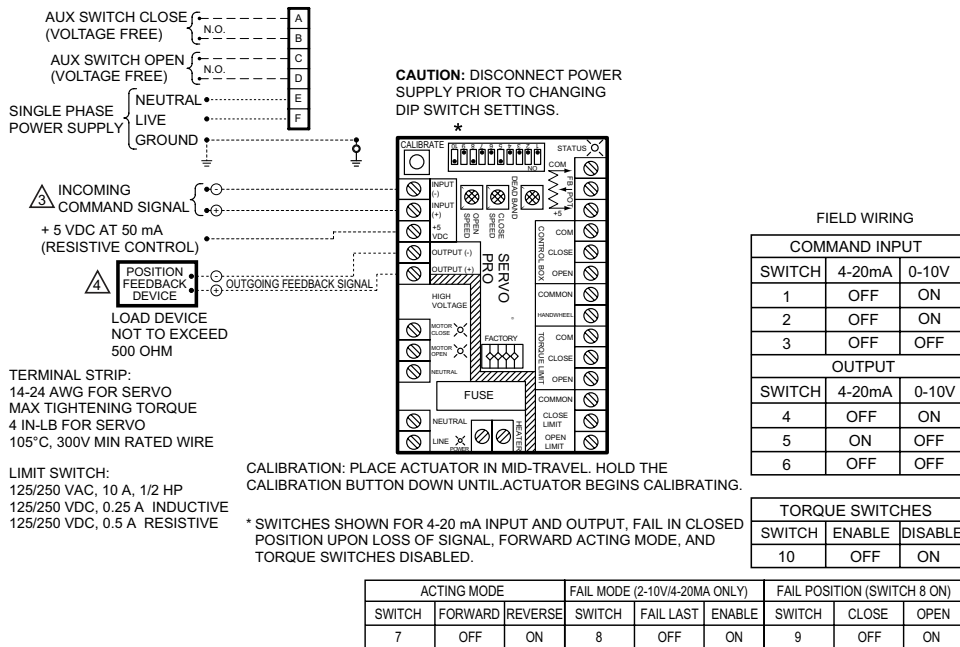 AUX SWITCH CLOSE
(VOLTAGE FREE)
N.O.
A
B
AUX SWITCH OPEN
(VOLTAGE FREE)
N.O.
C
D
SINGLE PHASE
POWER SUPPLY
NEUTRAL
LIVE
GROUND
E
F
CAUTION: DISCONNECT POWER
SUPPLY PRIOR TO CHANGING
DIP SWITCH SETTINGS.
*
3 INCOMING
COMMAND SIGNAL
-
+
+ 5 VDC AT 50 mA
(RESISTIVE CONTROL)
4
POSITION
FEEDBACK
DEVICE
-
+ OUTGOING FEEDBACK SIGNAL
LOAD DEVICE
NOT TO EXCEED
500 OHM
TERMINAL STRIP:
14-24 AWG FOR SERVO
MAX TIGHTENING TORQUE
4 IN-LB FOR SERVO
105°C, 300V MIN RATED WIRE
LIMIT SWITCH:
125/250 VAC, 10 A, 1/2 HP
125/250 VDC, 0.25 A INDUCTIVE
125/250 VDC, 0.5 A RESISTIVE
CALIBRATE
10 9 8 7 6 5 4 3 2 1
NO
STATUS
INPUT
(-)
INPUT
(+)
+5
VDC
OUTPUT (-)
OUTPUT (+)
OPEN
SPEED
CLOSE
SPEED
DEAD BAND
COM
FB POT
+5
SERVO
PRO
CONTROL BOX
COM
CLOSE
OPEN
COMMON
HANDWHEEL
HIGH
VOLTAGE
MOTOR
CLOSE
MOTOR
OPEN
NEUTRAL
FACTORY
TORQUE LIMIT
COM
CLOSE
OPEN
FUSE
COMMON
CLOSE
LIMIT
OPEN
LIMIT
NEUTRAL
LINE
POWER
HEATER
CALIBRATION: PLACE ACTUATOR IN MID-TRAVEL. HOLD THE
CALIBRATION BUTTON DOWN UNTIL.ACTUATOR BEGINS CALIBRATING.
* SWITCHES SHOWN FOR 4-20 mA INPUT AND OUTPUT, FAIL IN CLOSED
POSITION UPON LOSS OF SIGNAL, FORWARD ACTING MODE, AND
TORQUE SWITCHES DISABLED.
FIELD WIRING
COMMAND INPUT
SWITCH 4-20mA 0-10V
1 OFF ON
2 OFF ON
3 OFF OFF
OUTPUT
SWITCH 4-20mA 0-10V
4 OFF ON
5 ON OFF
6 OFF OFF
TORQUE SWITCHES
SWITCH ENABLE DISABLE
10 OFF ON
ACTING MODE FAIL MODE (2-10V/4-20MA ONLY) FAIL POSITION (SWITCH 8 ON)
SWITCH FORWARD REVERSE SWITCH FAIL LAST ENABLE SWITCH CLOSE OPEN
7 OFF ON 8 OFF ON 9 OFF ON